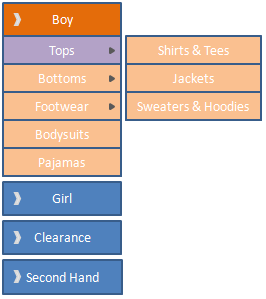 Boy
Tops
Shirts & Tees
Bottoms
Jackets
Footwear
Sweaters & Hoodies
Bodysuits
Pajamas
Girl
Clearance
Second Hand